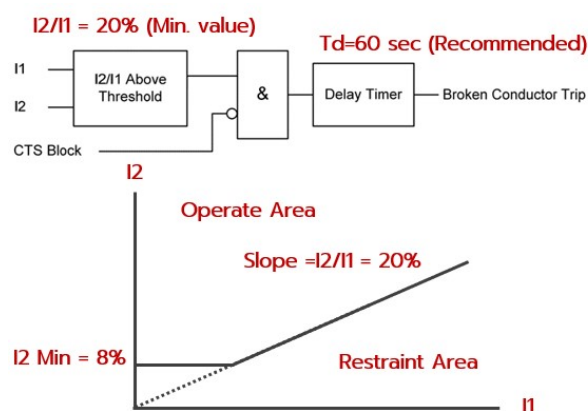 I2/I1 = 20% (Min. value)
Td=60 sec (Recommended)
I1
I2
I2/I1 Above
Threshold
&
Delay Timer
Broken Conductor Trip
CTS Block
I2
Operate Area
Slope =I2/I1 = 20%
I2 Min = 8%
Restraint Area
I1